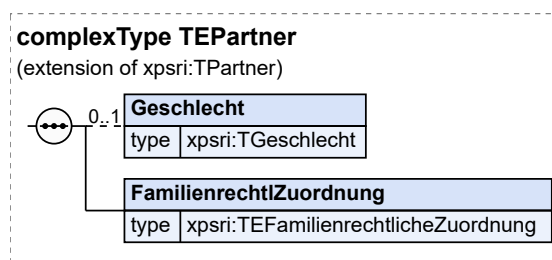 complexType TEPartner
(extension of xpsri:TPartner)
0..1
Geschlecht
type xpsri:TGeschlecht
FamilienrechtlZuordnung
type xpsri:TEFamilienrechtlicheZuordnung